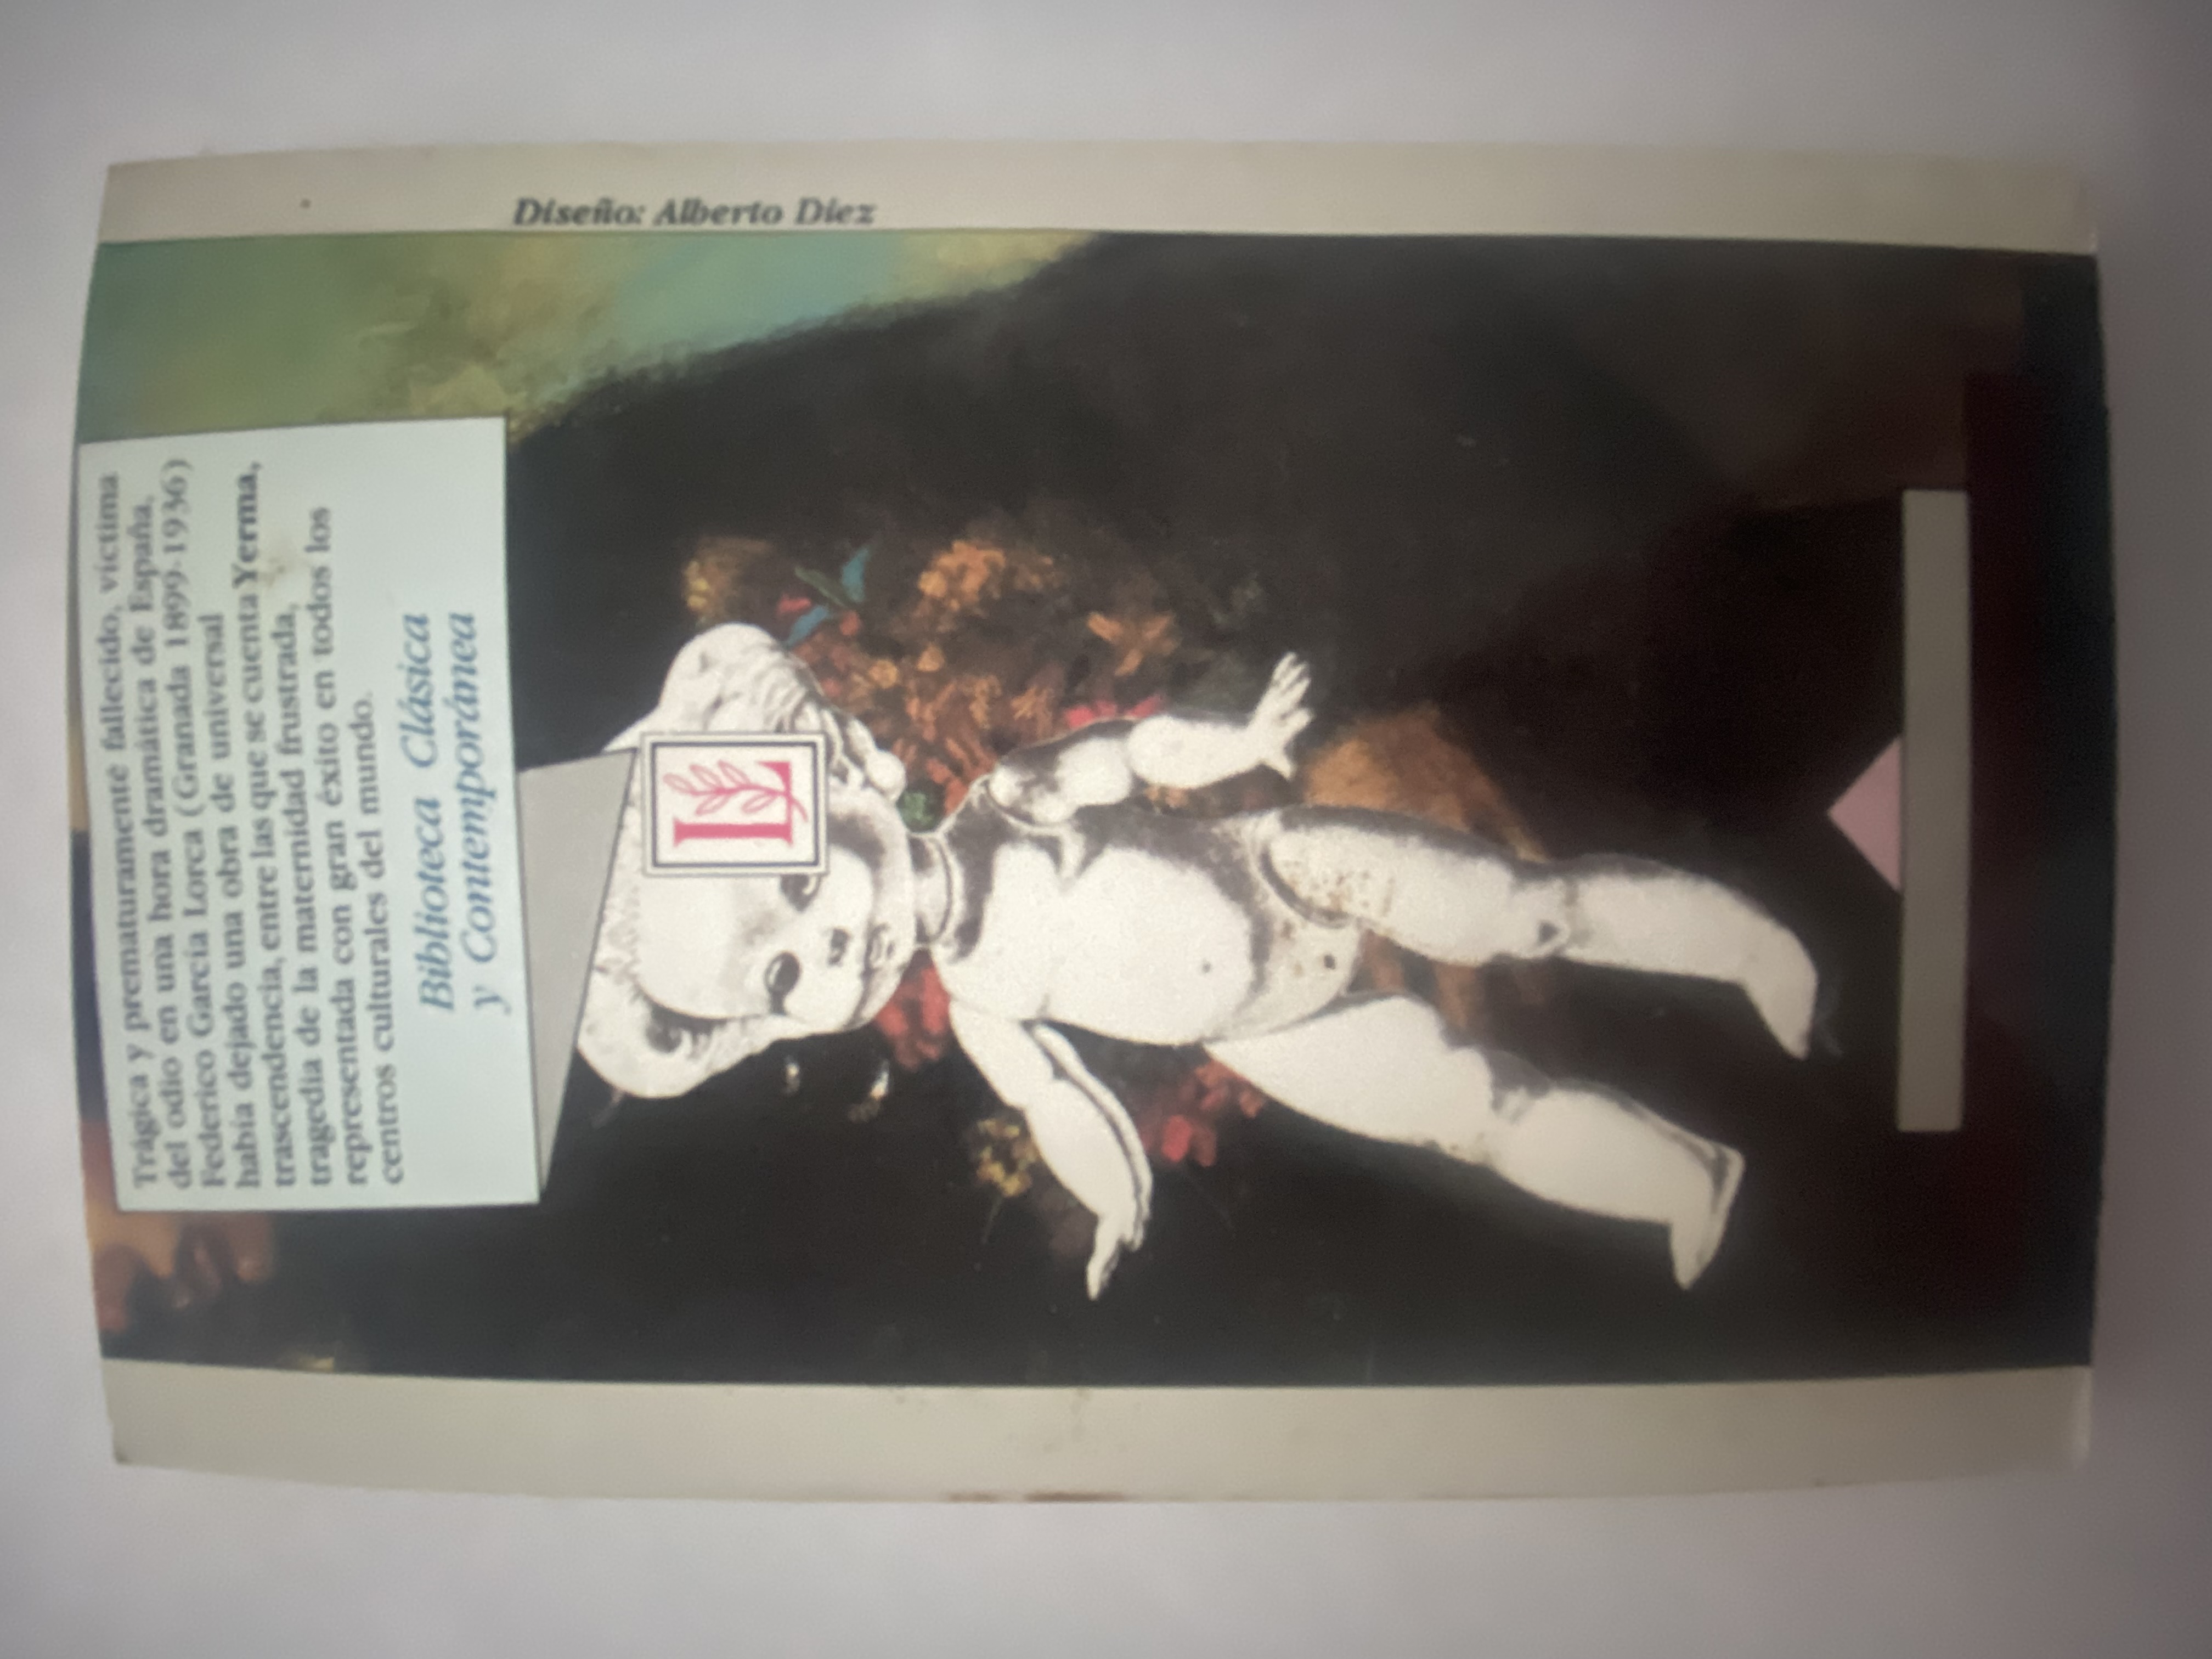 Trágica y prematuramente fallecido, víctima
del odio en una hora dramática de España,
Federico García Lorca (Granada 1899-1936)
había dejado una obra de universal
trascendencia, entre las que se cuenta Yerma,
tragedia de la maternidad frustrada,
representada con gran éxito en todos los
centros culturales del mundo.
Biblioteca Clásica
y Contemporánea
L
Diseño: Alberto Diez